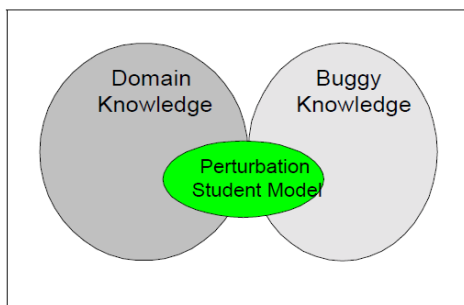 Domain
Knowledge
Buggy
Knowledge
Perturbation
Student Model